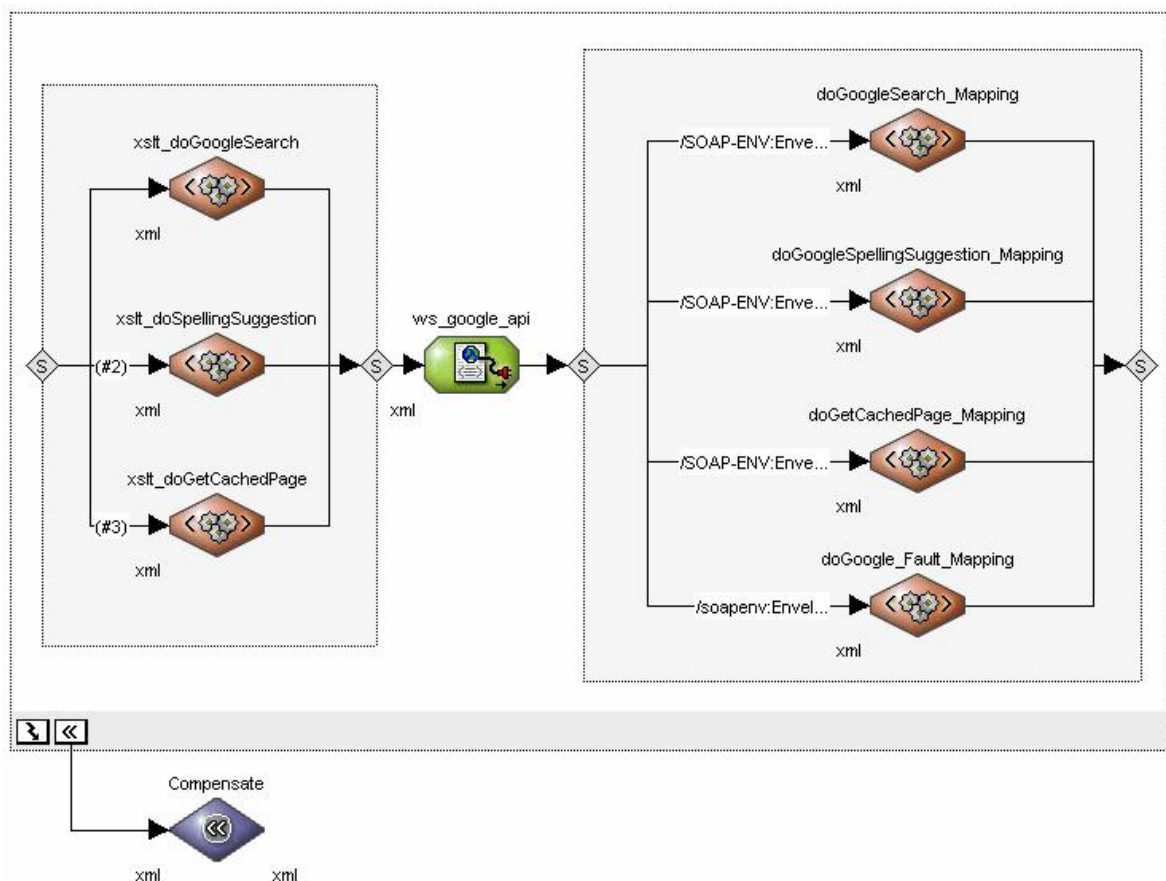 doGoogleSearch_Mapping
xslt_doGoogleSearch
/SOAP-ENV:Enve...
xml
xml
doGoogleSpellingSuggestion_Mapping
xslt_doSpellingSuggestion
ws_google_api
/SOAP-ENV:Enve...
xml
S
(#2)
S
S
S
xml
xml
doGetCachedPage_Mapping
xslt_doGetCachedPage
/SOAP-ENV:Enve...
xml
(#3)
xml
doGoogle_Fault_Mapping
/soapenv:Envel...
xml
Compensate
xml
xml